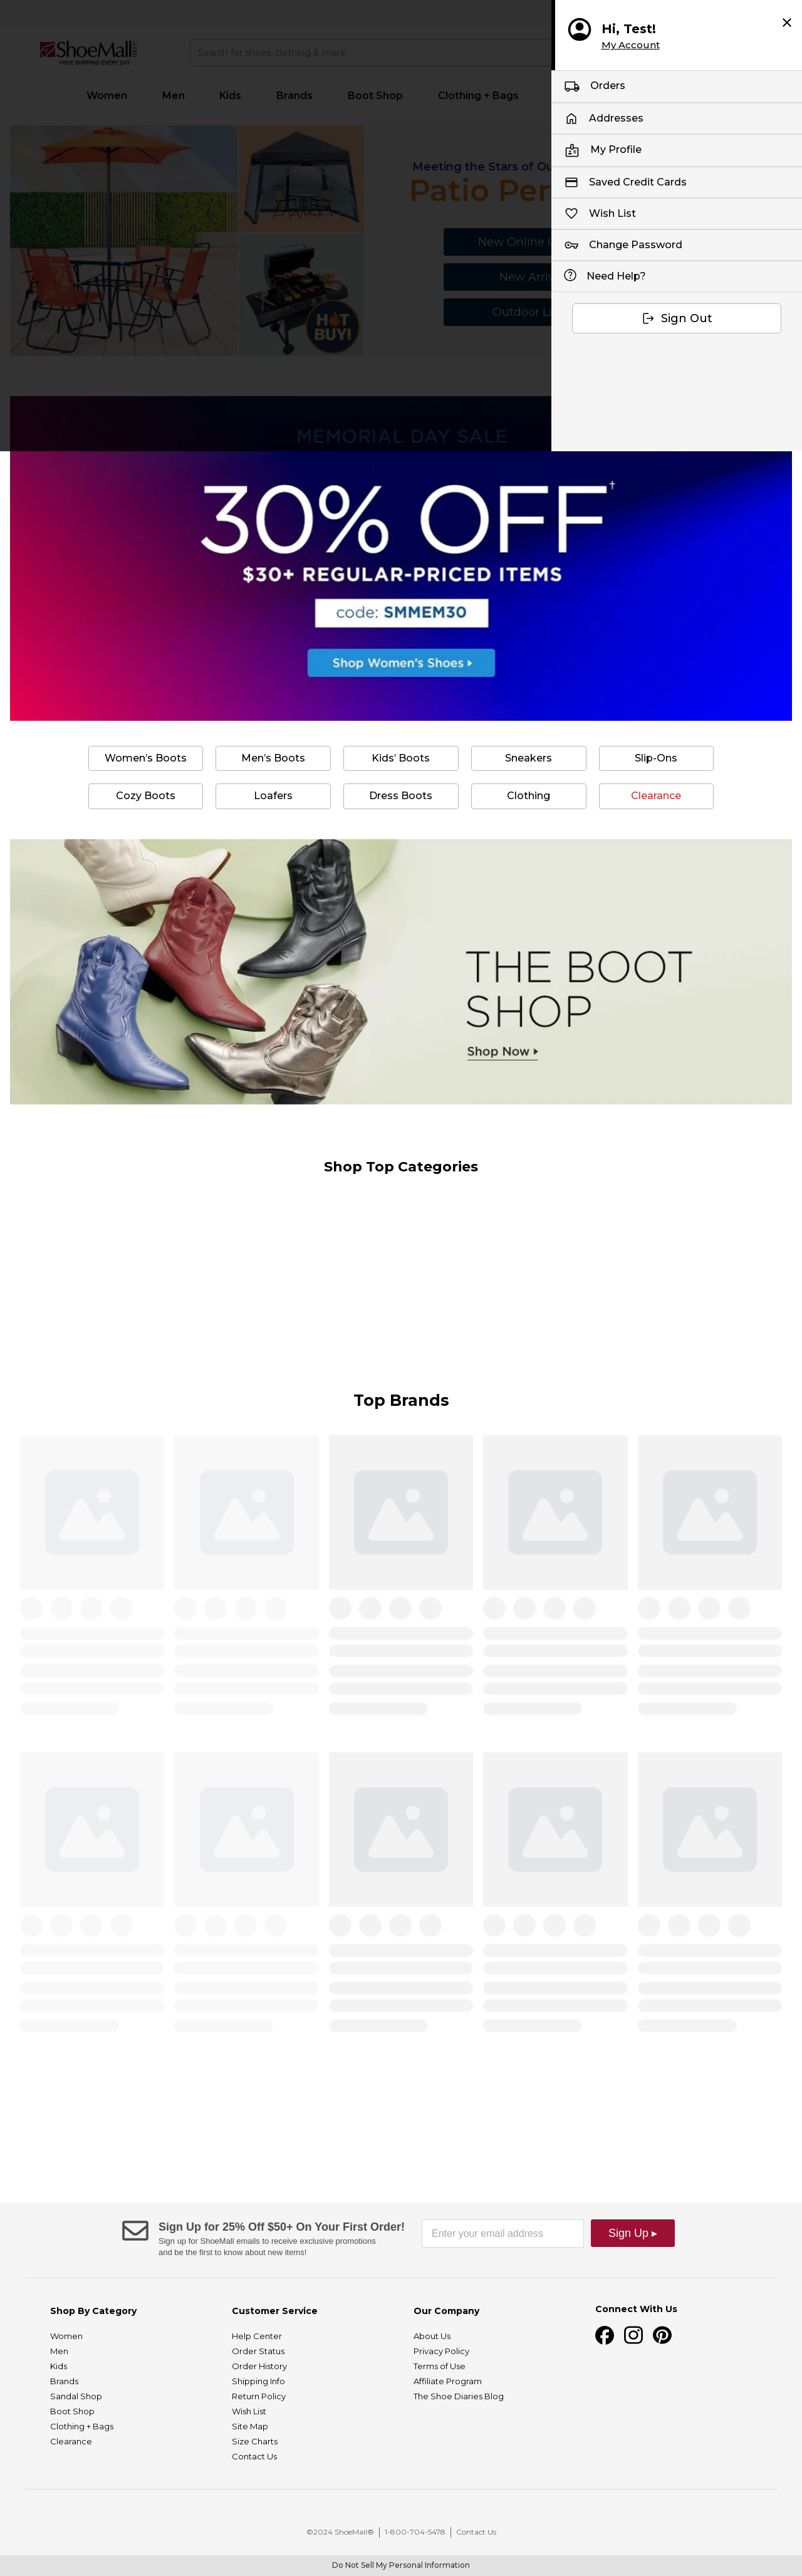 Hi, Test!
My Account
Orders
Addresses
My Profile
Saved Credit Cards
Wish List
Change Password
Need Help?
Sign Out
ShoeMall
FREE SHIPPING EVERY DAY
Search for shoes, clothing & more
Women
Men
Kids
Brands
Boot Shop
Clothing + Bags
Meeting the Stars of Ou
Patio Per
New Online
New Arriv
Outdoor Li
HOT
BUY!
MEMORIAL DAY SALE
30% OFF†
$30+ REGULAR-PRICED ITEMS
code: SMMEM30
Shop Women's Shoes
Women's Boots
Men's Boots
Kids' Boots
Sneakers
Slip-Ons
Cozy Boots
Loafers
Dress Boots
Clothing
Clearance
THE BOOT
SHOP
Shop Now
Shop Top Categories
Top Brands
Sign Up for 25% Off $50+ On Your First Order!
Sign up for ShoeMall emails to receive exclusive promotions
and be the first to know about new items!
Enter your email address
Sign Up ▸
Shop By Category
Women
Men
Kids
Brands
Sandal Shop
Boot Shop
Clothing + Bags
Clearance
Customer Service
Help Center
Order Status
Order History
Shipping Info
Return Policy
Wish List
Site Map
Size Charts
Contact Us
Our Company
About Us
Privacy Policy
Terms of Use
Affiliate Program
The Shoe Diaries Blog
Connect With Us
©2024 ShoeMall®
1-800-704-5478
Contact Us
Do Not Sell My Personal Information